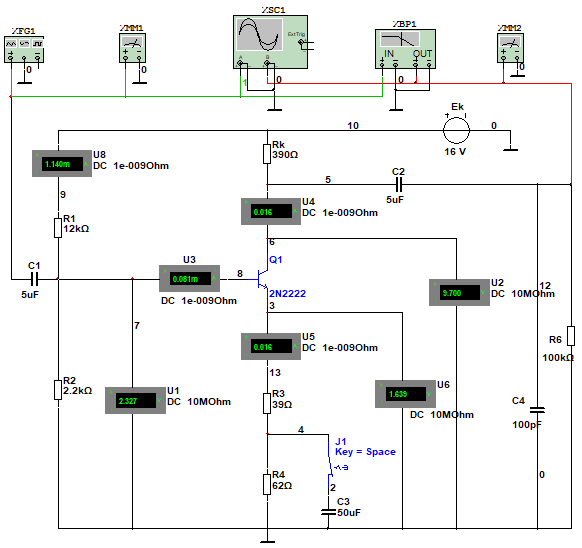 XFG1
XMM1
XSC1
Ext Trig
A
B
XBP1
IN
OUT
XMM2
0
0
1
0
0
0
10
Ek
0
16 V
U8
1.140m
DC 1e-009Ohm
Rk
390Ω
5
C2
5uF
9
U4
0.016
DC 1e-009Ohm
R1
12kΩ
6
Q1
C1
5uF
U3
0.081m
DC 1e-009Ohm
8
2N2222
3
U2
9.700
DC 10MOhm
12
7
U5
0.016
DC 1e-009Ohm
R6
100kΩ
13
R2
2.2kΩ
U1
2.327
DC 10MOhm
R3
39Ω
U6
1.639
DC 10MOhm
C4
100pF
4
J1
Key = Space
R4
62Ω
2
C3
50uF
0